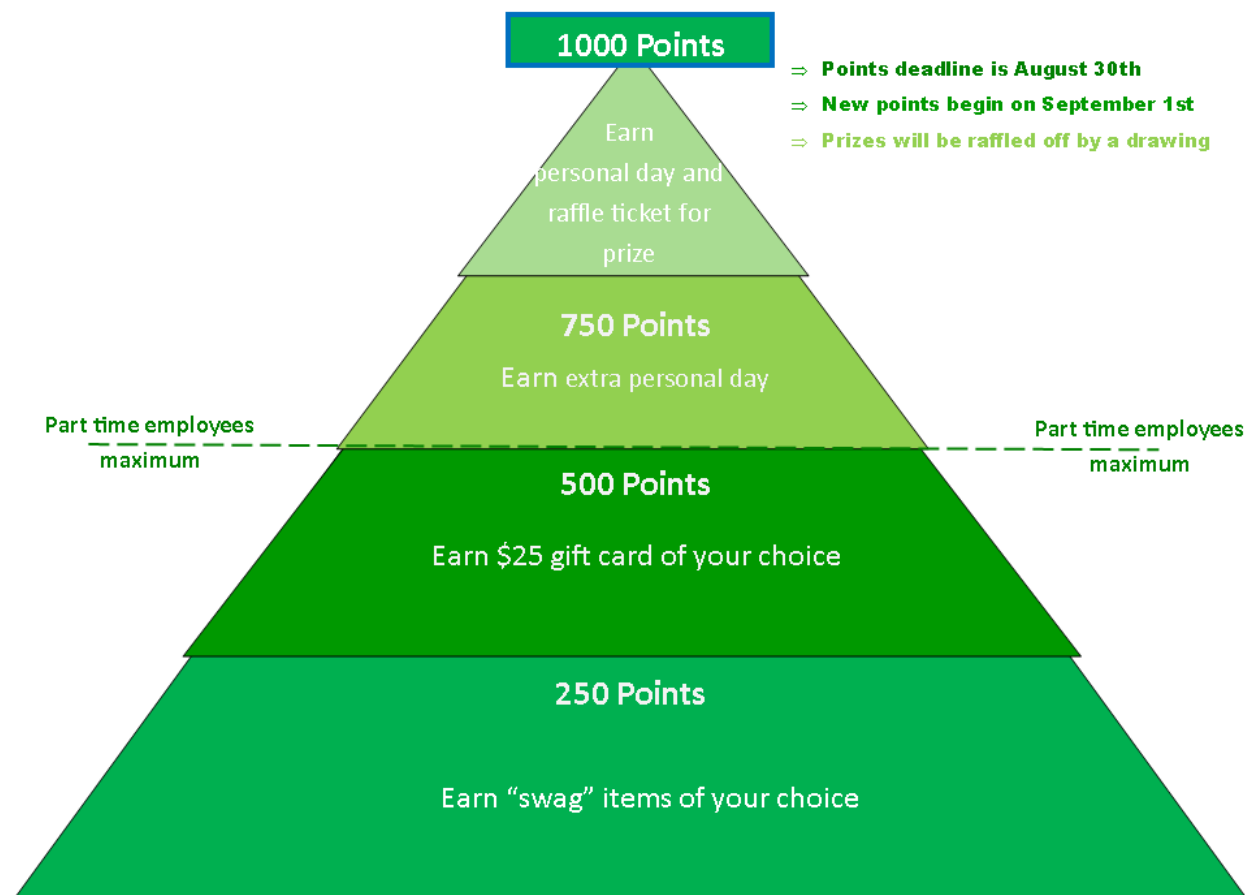 1000 Points
⇒ Points deadline is August 30th
⇒ New points begin on September 1st
⇒ Prizes will be raffled off by a drawing
Earn
personal day and
raffle ticket for
prize
750 Points
Earn extra personal day
Part time employees
maximum
Part time employees
maximum
500 Points
Earn $25 gift card of your choice
250 Points
Earn “swag” items of your choice